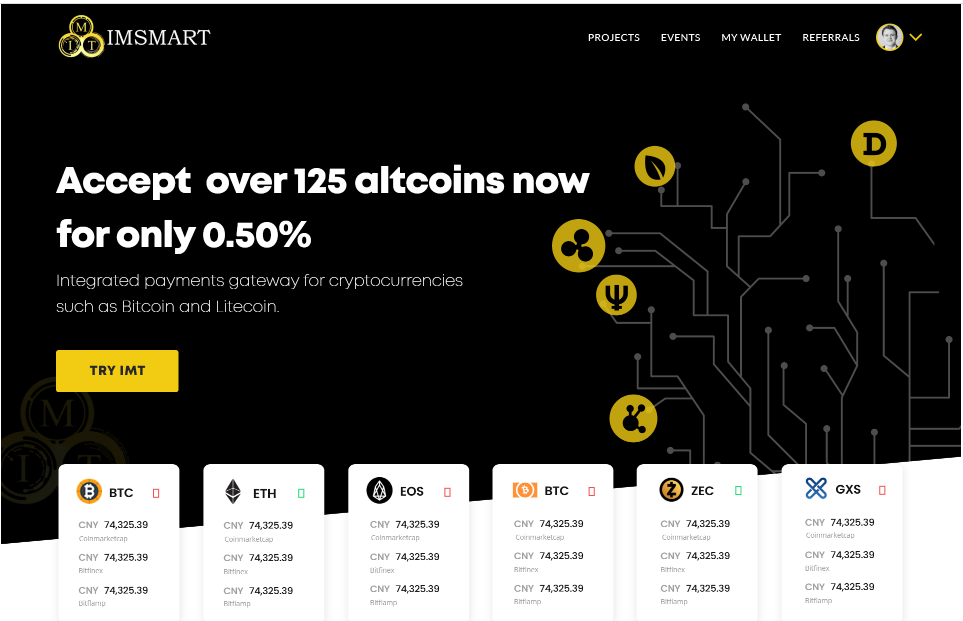 M
I T IMSMART
PROJECTS EVENTS MY WALLET REFERRALS
Accept over 125 altcoins now
for only 0.50%
Integrated payments gateway for cryptocurrencies
such as Bitcoin and Litecoin.
TRY IMT
M
I T
BTC
CNY 74,325.39
Coinmarketcap
CNY 74,325.39
Bitfinex
CNY 74,325.39
Bitflamp
ETH
CNY 74,325.39
Coinmarketcap
CNY 74,325.39
Bitfinex
CNY 74,325.39
Bitflamp
EOS
CNY 74,325.39
Coinmarketcap
CNY 74,325.39
Bitfinex
CNY 74,325.39
Bitflamp
BTC
CNY 74,325.39
Coinmarketcap
CNY 74,325.39
Bitfinex
CNY 74,325.39
Bitflamp
ZEC
CNY 74,325.39
Coinmarketcap
CNY 74,325.39
Bitfinex
CNY 74,325.39
Bitflamp
GXS
CNY 74,325.39
Coinmarketcap
CNY 74,325.39
Bitfinex
CNY 74,325.39
Bitflamp